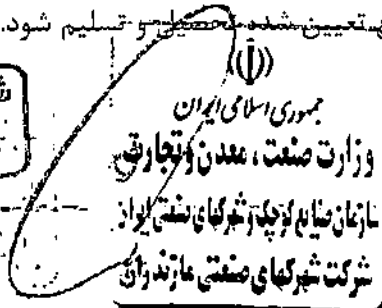 تعیین شده تحصیل و تسلیم شود.
جمهوری اسلامی ایران
وزارت صنعت، معدن و تجارت
سازمان صنایع کوچک و شهرکهای صنعتی ایران
شرکت شهرکهای صنعتی مازندران